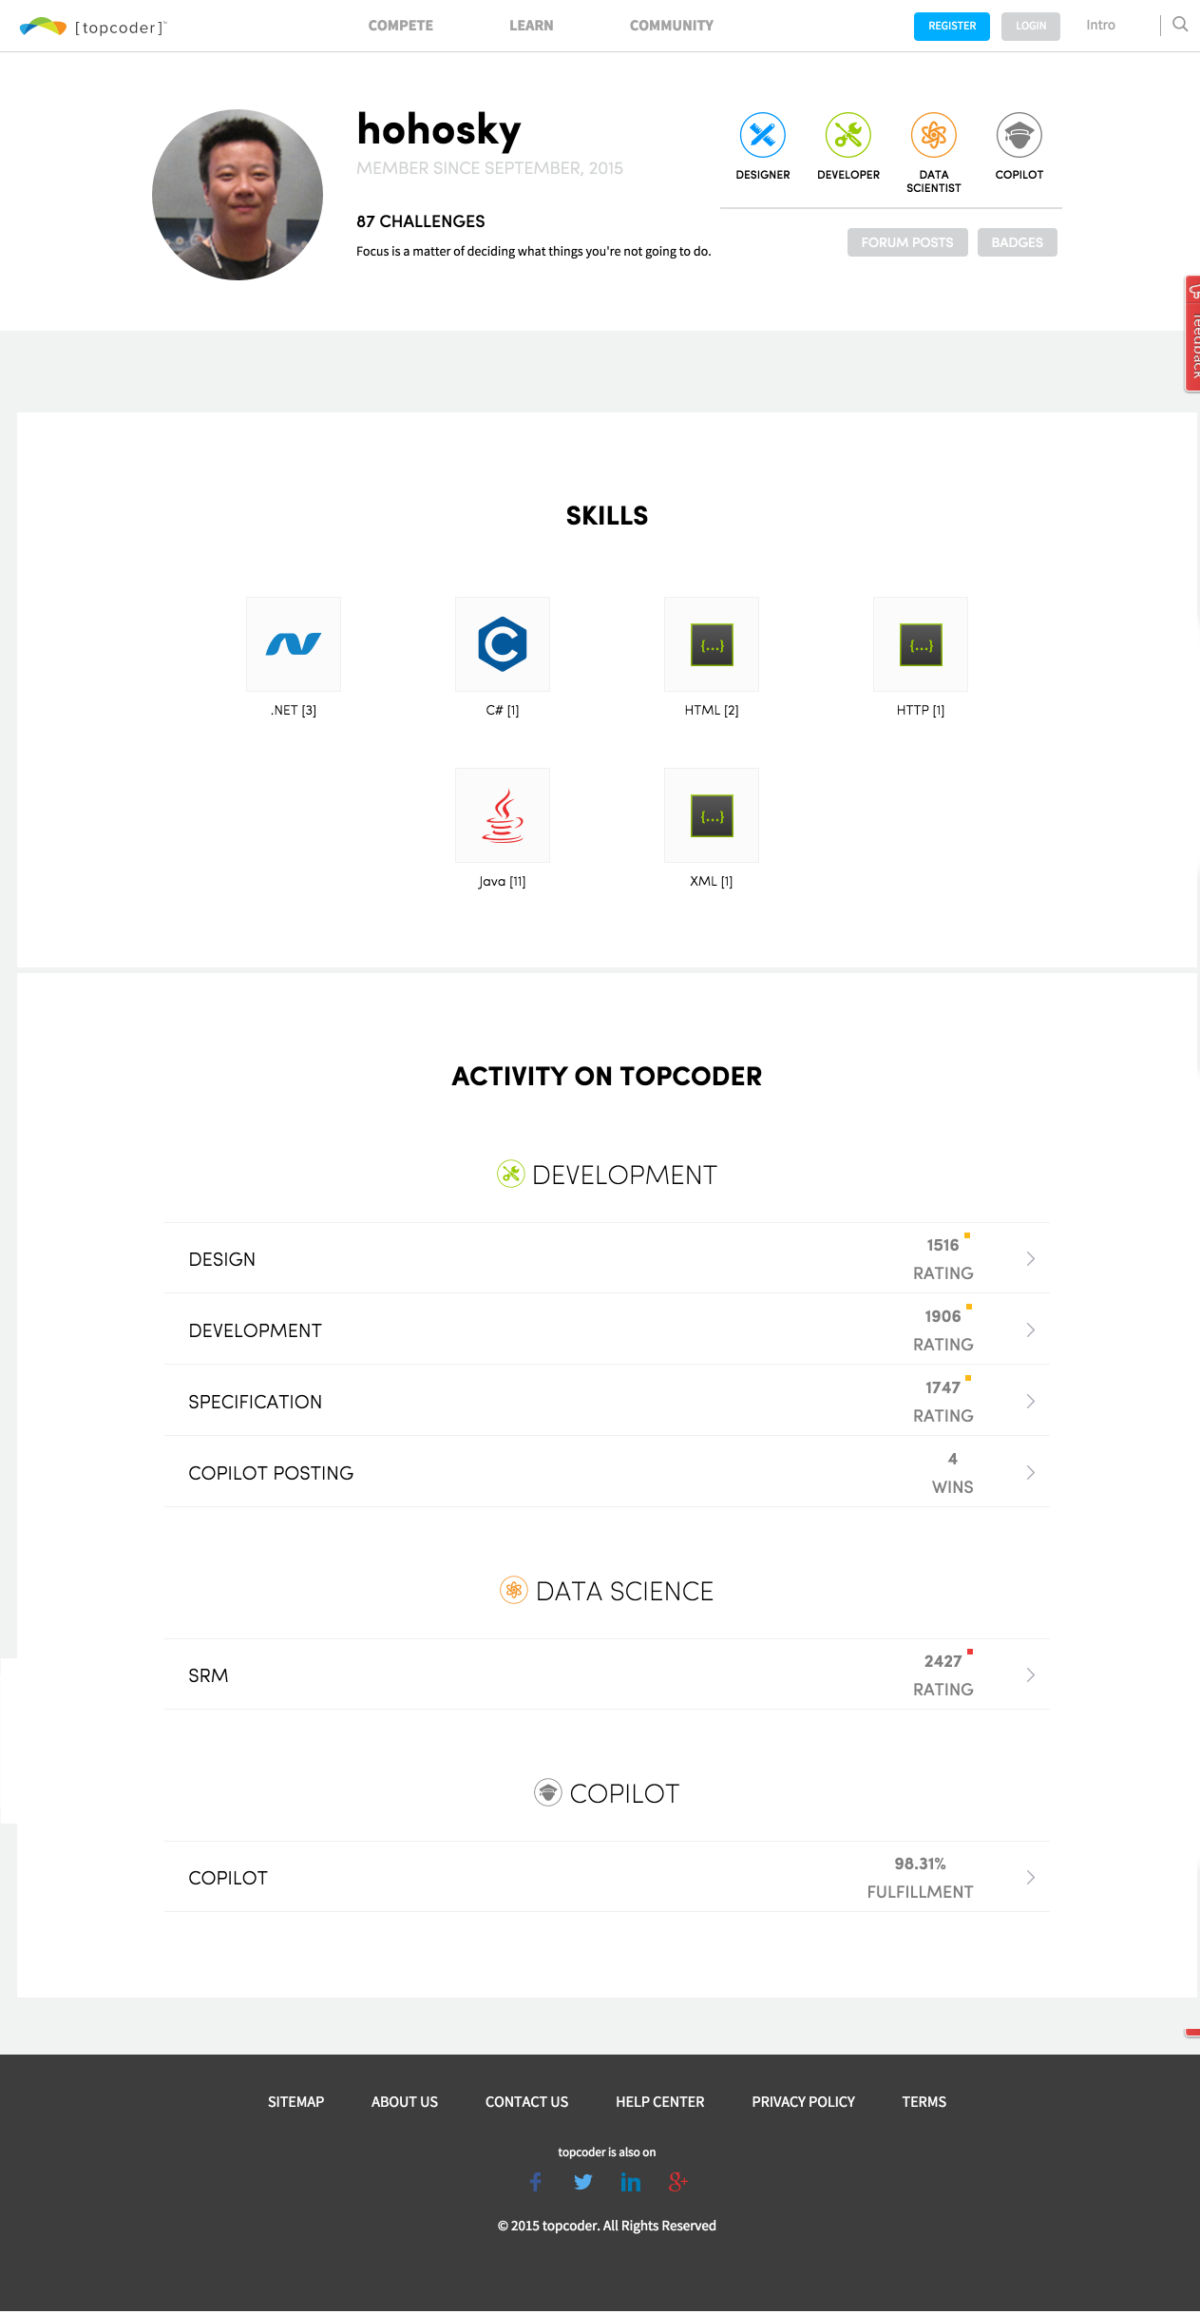 [topcoder]™
COMPETE
LEARN
COMMUNITY
REGISTER
LOGIN
Intro
hohosky
MEMBER SINCE SEPTEMBER, 2015
87 CHALLENGES
Focus is a matter of deciding what things you're not going to do.
DESIGNER
DEVELOPER
DATA
SCIENTIST
COPILOT
FORUM POSTS
BADGES
feedback
SKILLS
{...}
{...}
.NET [3]
C# [1]
HTML [2]
HTTP [1]
{...}
Java [11]
XML [1]
ACTIVITY ON TOPCODER
DEVELOPMENT
DESIGN
1516
RATING
DEVELOPMENT
1906
RATING
SPECIFICATION
1747
RATING
COPILOT POSTING
4
WINS
DATA SCIENCE
SRM
2427
RATING
COPILOT
COPILOT
98.31%
FULFILLMENT
SITEMAP
ABOUT US
CONTACT US
HELP CENTER
PRIVACY POLICY
TERMS
topcoder is also on
© 2015 topcoder. All Rights Reserved